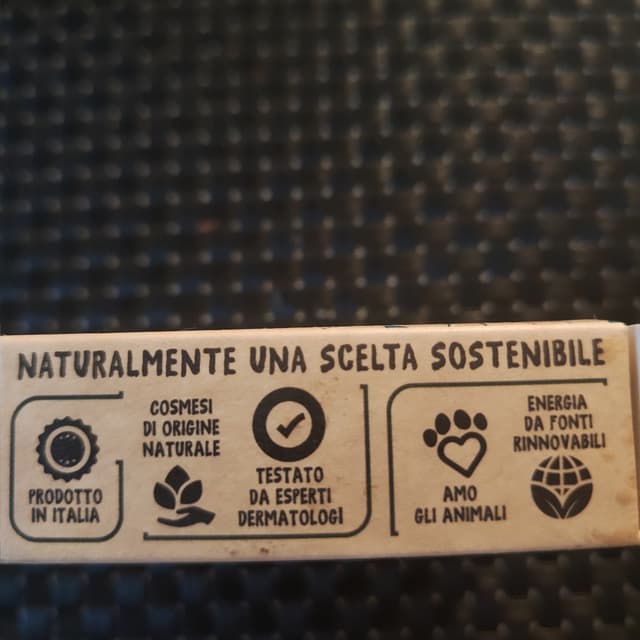 NATURALMENTE UNA SCELTA SOSTENIBILE
PRODOTTO
IN ITALIA
COSMESI
DI ORIGINE
NATURALE
TESTATO
DA ESPERTI
DERMATOLOGI
AMO
GLI ANIMALI
ENERGIA
DA FONTI
RINNOVABILI